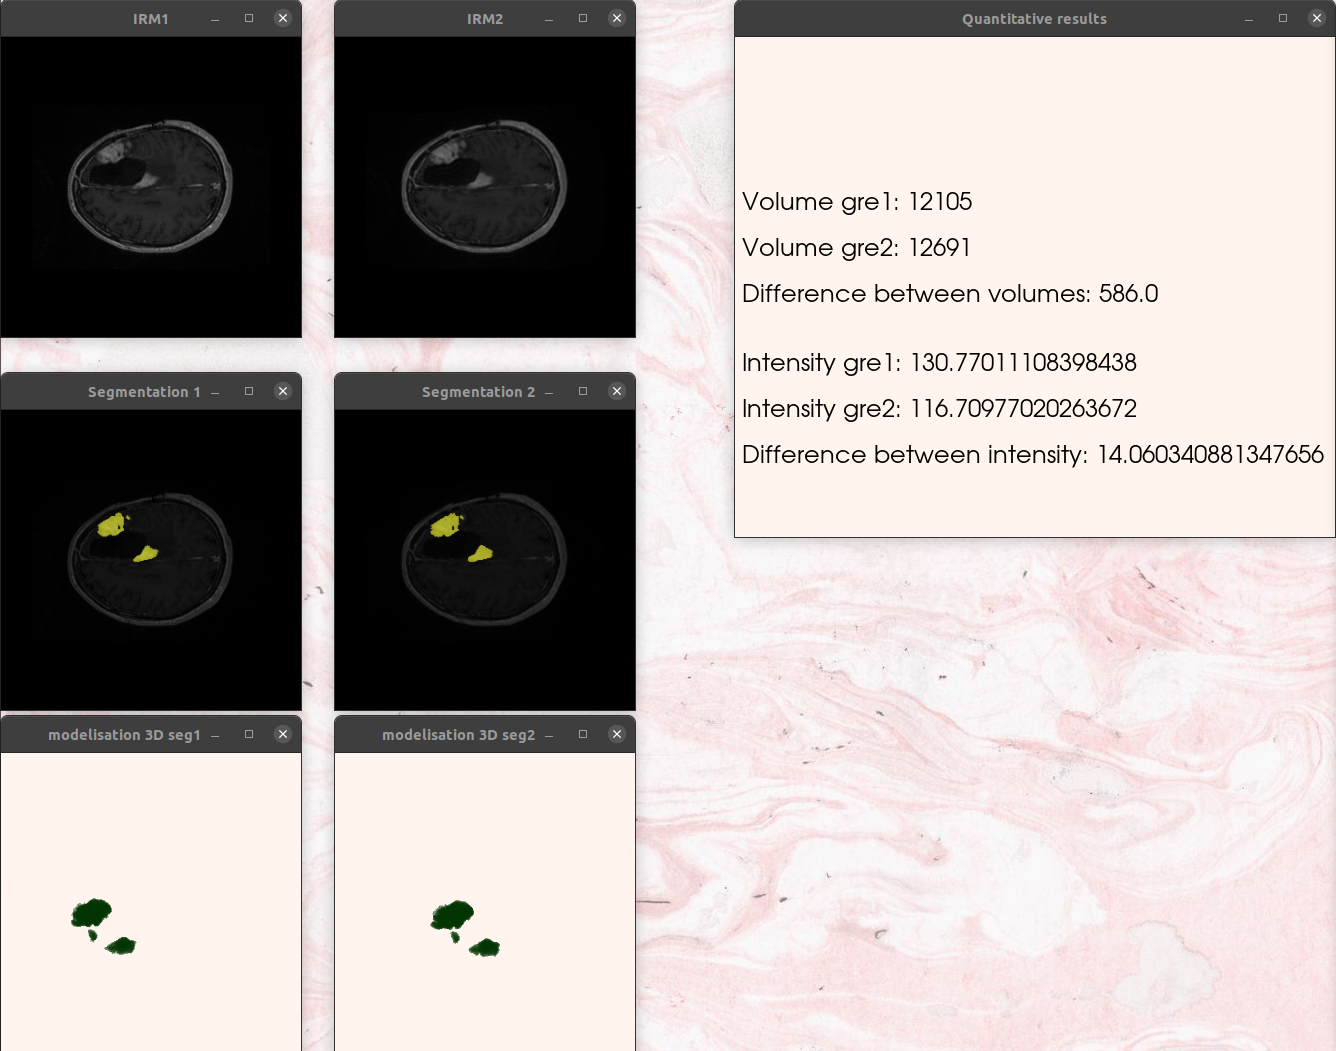 IRM1
IRM2
Quantitative results
Volume gre1: 12105
Volume gre2: 12691
Difference between volumes: 586.0
Intensity gre1: 130.77011108398438
Intensity gre2: 116.70977020263672
Difference between intensity: 14.060340881347656
Segmentation 1
Segmentation 2
modelisation 3D seg1
modelisation 3D seg2